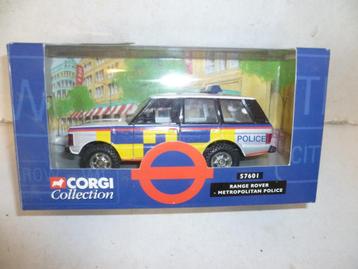 POLICE
CORGI
Collection
57601
RANGE ROVER
- METROPOLITAN POLICE